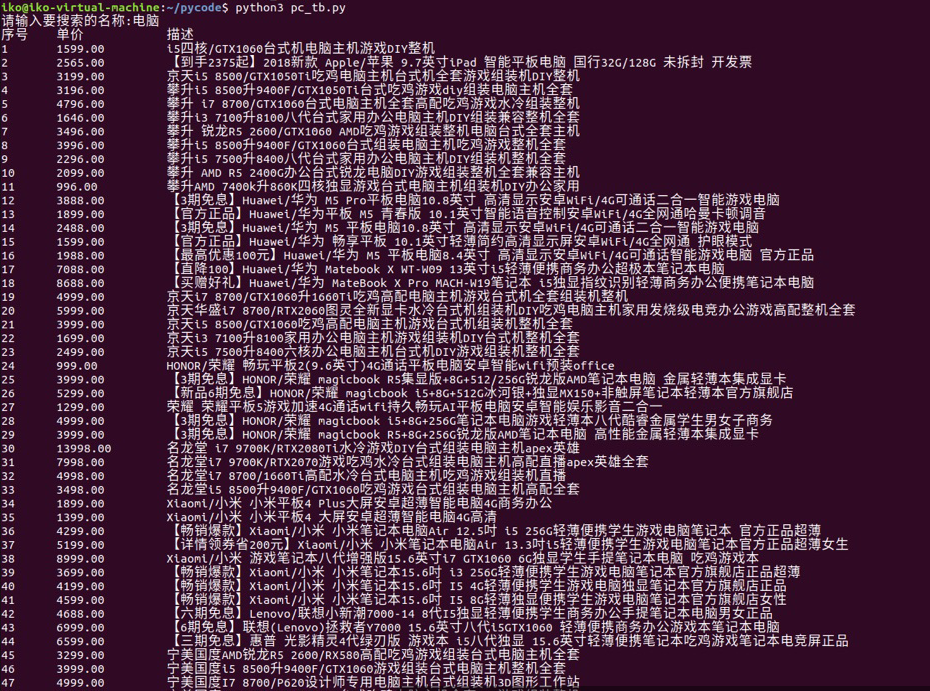 iko@iko-virtual-machine:~/pycode$ python3 pc_tb.py
请输入要搜索的名称:电脑
序号 单价 描述
1 1599.00 i5四核/GTX1060台式机电脑主机游戏DIY整机
2 2565.00 【到手2375起】2018新款 Apple/苹果 9.7英寸iPad 智能平板电脑 国行32G/128G 未拆封 开发票
3 3199.00 京天i5 8500/GTX1050Ti吃鸡电脑主机台式机全套游戏组装机DIY整机
4 3196.00 攀升i5 8500升9400F/GTX1050Ti台式吃鸡游戏diy组装电脑主机全套
5 4796.00 攀升 i7 8700/GTX1060台式电脑主机全套高配吃鸡游戏水冷组装整机
6 1646.00 攀升i3 7100升8100八代台式家用办公电脑主机DIY组装兼容整机全套
7 3496.00 攀升 锐龙R5 2600/GTX1060 AMD吃鸡游戏组装整机电脑台式全套主机
8 3996.00 攀升i5 8500升9400F/GTX1060台式组装电脑主机吃鸡游戏整机全套
9 2296.00 攀升i5 7500升8400八代台式家用办公电脑主机DIY组装机整机全套
10 2099.00 攀升 AMD R5 2400G办公台式锐龙电脑DIY游戏组装整机全套兼容主机
11 996.00 攀升AMD 7400k升860K四核独显游戏台式电脑主机组装机DIY办公家用
12 3888.00 【3期免息】Huawei/华为 M5 Pro平板电脑10.8英寸 高清显示安卓WiFi/4G可通话二合一智能游戏电脑
13 1899.00 【官方正品】Huawei/华为平板 M5 青春版 10.1英寸智能语音控制安卓WiFi/4G全网通哈曼卡顿调音
14 2488.00 【3期免息】Huawei/华为 M5 平板电脑10.8英寸 高清显示安卓WiFi/4G可通话二合一智能游戏电脑
15 1599.00 【官方正品】Huawei/华为 畅享平板 10.1英寸轻薄简约高清显示屏安卓WiFi/4G全网通 护眼模式
16 1988.00 【最高优惠100元】Huawei/华为 M5 平板电脑8.4英寸 高清显示安卓WiFi/4G可通话智能游戏电脑 官方正品
17 7088.00 【直降100】Huawei/华为 Matebook X WT-W09 13英寸i5轻薄便携商务办公超极本笔记本电脑
18 8688.00 【买赠好礼】Huawei/华为 MateBook X Pro MACH-W19笔记本 i5独显指纹识别轻薄商务办公便携笔记本电脑
19 4999.00 京天i7 8700/GTX1060升1660Ti吃鸡高配电脑主机游戏台式机全套组装机整机
20 5999.00 京天华盛i7 8700/RTX2060图灵全新显卡水冷台式机组装机DIY吃鸡电脑主机家用发烧级电竞办公游戏高配整机全套
21 3999.00 京天i5 8500/GTX1060吃鸡高配电脑主机台式机游戏组装机整机全套
22 1699.00 京天i3 7100升8100家用办公电脑主机游戏组装机DIY台式机整机全套
23 2499.00 京天i5 7500升8400六核办公电脑主机台式机DIY游戏组装机整机全套
24 999.00 HONOR/荣耀 畅玩平板2(9.6英寸)4G通话平板电脑安卓智能wifi预装office
25 3999.00 【3期免息】HONOR/荣耀 magicbook R5集显版+8G+512/256G锐龙版AMD笔记本电脑 金属轻薄本集成显卡
26 5299.00 【新品6期免息】HONOR/荣耀 magicbook i5+8G+512G冰河银+独显MX150+非触屏笔记本轻薄本官方旗舰店
27 1299.00 荣耀 荣耀平板5游戏加速4G通话wifi持久畅玩AI平板电脑安卓智能娱乐影音二合一
28 4999.00 【3期免息】HONOR/荣耀 magicbook i5+8G+256G笔记本电脑游戏轻薄本八代酷睿金属学生男女子商务
29 3999.00 【3期免息】HONOR/荣耀 magicbook R5+8G+256G锐龙版AMD笔记本电脑 高性能金属轻薄本集成显卡
30 13998.00 名龙堂 i7 9700K/RTX2080Ti水冷游戏DIY台式组装电脑主机apex英雄
31 7998.00 名龙堂i7 9700K/RTX2070游戏吃鸡水冷台式组装电脑主机高配直播apex英雄全套
32 4998.00 名龙堂i7 8700/1660Ti高配水冷台式电脑主机吃鸡游戏组装机直播
33 3498.00 名龙堂i5 8500升9400F/GTX1060吃鸡游戏台式组装电脑主机高配全套
34 1899.00 Xiaomi/小米 小米平板4 Plus大屏安卓超薄智能电脑4G商务办公
35 1399.00 Xiaomi/小米 小米平板4 大屏安卓超薄智能电脑4G高清
36 4299.00 【畅销爆款】Xiaomi/小米 小米笔记本电脑Air 12.5吋 i5 256G轻薄便携学生游戏电脑笔记本 官方正品超薄
37 5199.00 【详情领券省200元】Xiaomi/小米 小米笔记本电脑Air 13.3吋i5轻薄便携学生游戏电脑笔记本官方正品超薄女生
38 8999.00 Xiaomi/小米 游戏笔记本八代增强版15.6英寸i7 GTX1060 6G独显学生手提笔记本电脑 吃鸡游戏本
39 3699.00 【畅销爆款】Xiaomi/小米 小米笔记本15.6吋 i3 256G轻薄便携学生游戏电脑笔记本官方旗舰店正品超薄
40 4199.00 【畅销爆款】Xiaomi/小米 小米笔记本15.6吋 I5 4G轻薄便携学生游戏电脑独显笔记本官方旗舰店正品
41 4599.00 【畅销爆款】Xiaomi/小米 小米笔记本15.6吋 I5 8G轻薄独显便携学生游戏电脑笔记本官方旗舰店女性
42 4688.00 【六期免息】Lenovo/联想小新潮7000-14 8代I5独显轻薄便携学生商务办公手提笔记本电脑男女正品
43 6999.00 【6期免息】联想(Lenovo)拯救者Y7000 15.6英寸八代i5GTX1060 轻薄便携商务办公游戏本笔记本电脑
44 6599.00 【三期免息】惠普 光影精灵4代绿刃版 游戏本 i5八代独显 15.6英寸轻薄便携笔记本吃鸡游戏笔记本电竞屏正品
45 3299.00 宁美国度AMD锐龙R5 2600/RX580高配吃鸡游戏组装台式电脑主机整机全套
46 3999.00 宁美国度i5 8500升9400F/GTX1060游戏组装台式电脑主机整机全套
47 4999.00 宁美国度I7 8700/P620设计师专用电脑主机台式组装机3D图形工作站